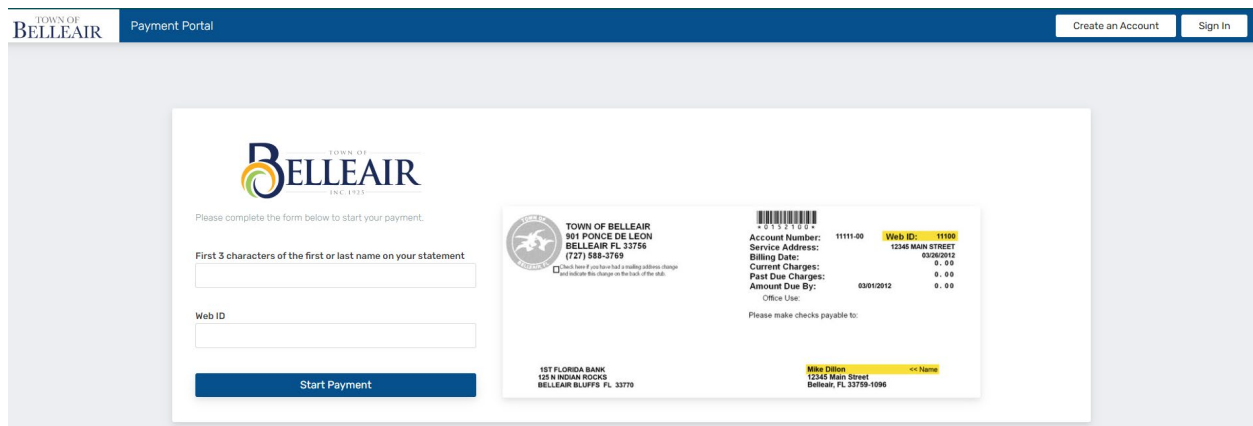 TOWN OF
BELLEAIR
Payment Portal
Create an Account
Sign In
TOWN OF
BELLEAIR
INC. 1925
Please complete the form below to start your payment.
First 3 characters of the first or last name on your statement
Web ID
Start Payment
TOWN OF
BELLEAIR FL
TOWN OF BELLEAIR
901 PONCE DE LEON
BELLEAIR FL 33756
(727) 588-3769
Check here if you have had a mailing address change
and indicate this change on the back of the stub.
*0152100*
Account Number: 11111-00 Web ID: 11100
Service Address: 12345 MAIN STREET
Billing Date: 03/26/2012
Current Charges: 0.00
Past Due Charges: 0.00
Amount Due By: 03/01/2012 0.00
Office Use:
Please make checks payable to:
1ST FLORIDA BANK
125 N INDIAN ROCKS
BELLEAIR BLUFFS FL 33770
Mike Dillon << Name
12345 Main Street
Belleair, FL 33759-1096